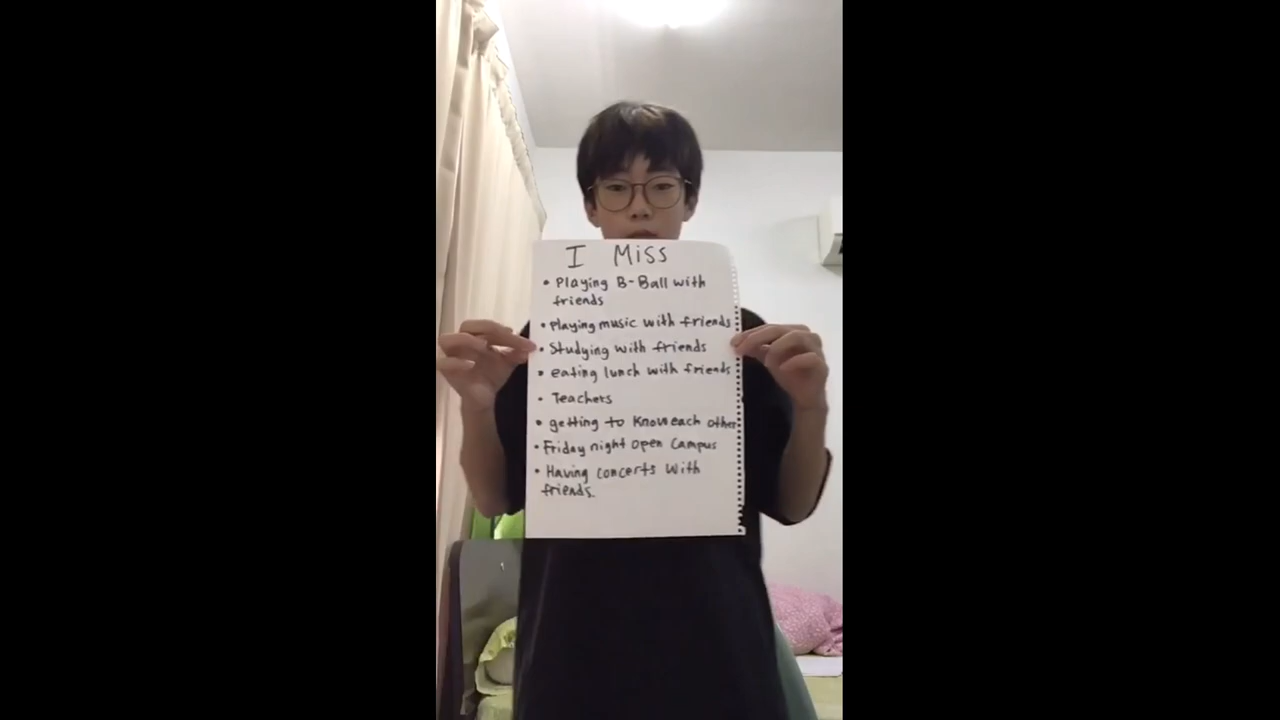 I Miss
• Playing B-Ball with
friends
• Playing music with friends
• Studying with friends
• eating lunch with friends
• Teachers
• getting to Know each other
• Friday night Open Campus
• Having concerts With
friends.